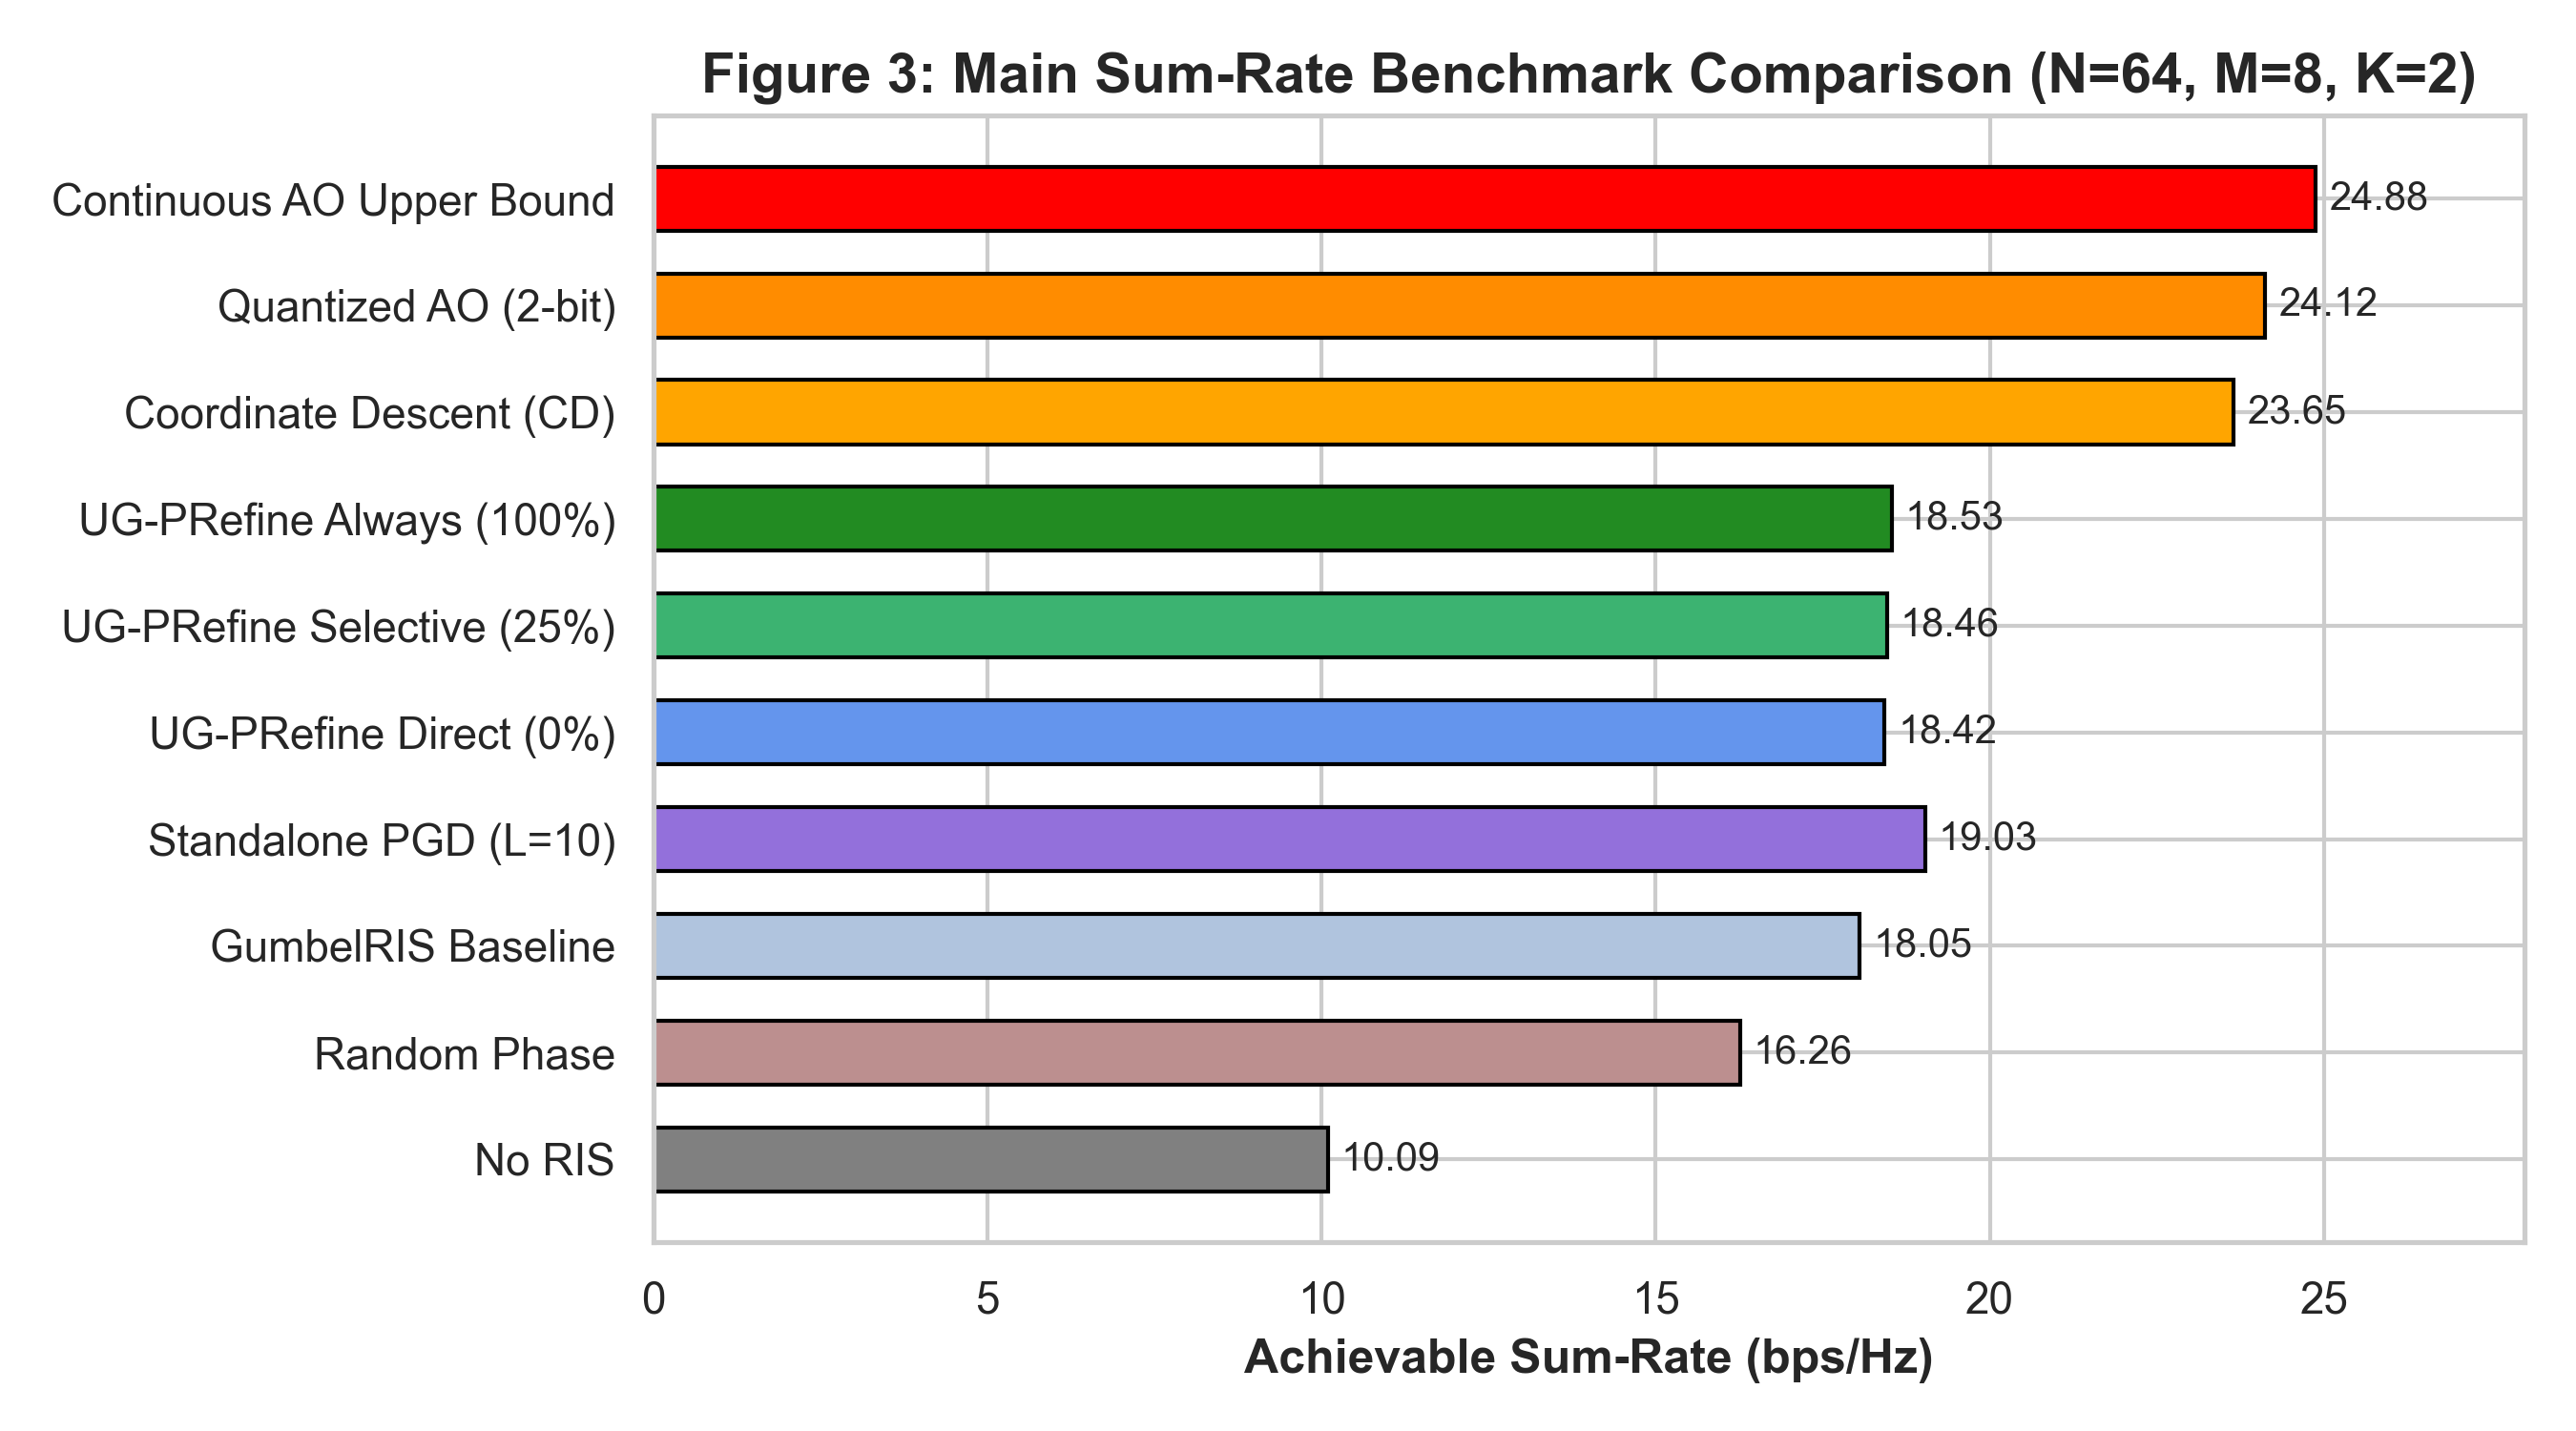 Figure 3: Main Sum-Rate Benchmark Comparison (N=64, M=8, K=2)
Continuous AO Upper Bound 24.88
Quantized AO (2-bit) 24.12
Coordinate Descent (CD) 23.65
UG-PRefine Always (100%) 18.53
UG-PRefine Selective (25%) 18.46
UG-PRefine Direct (0%) 18.42
Standalone PGD (L=10) 19.03
GumbelRIS Baseline 18.05
Random Phase 16.26
No RIS 10.09
0 5 10 15 20 25
Achievable Sum-Rate (bps/Hz)